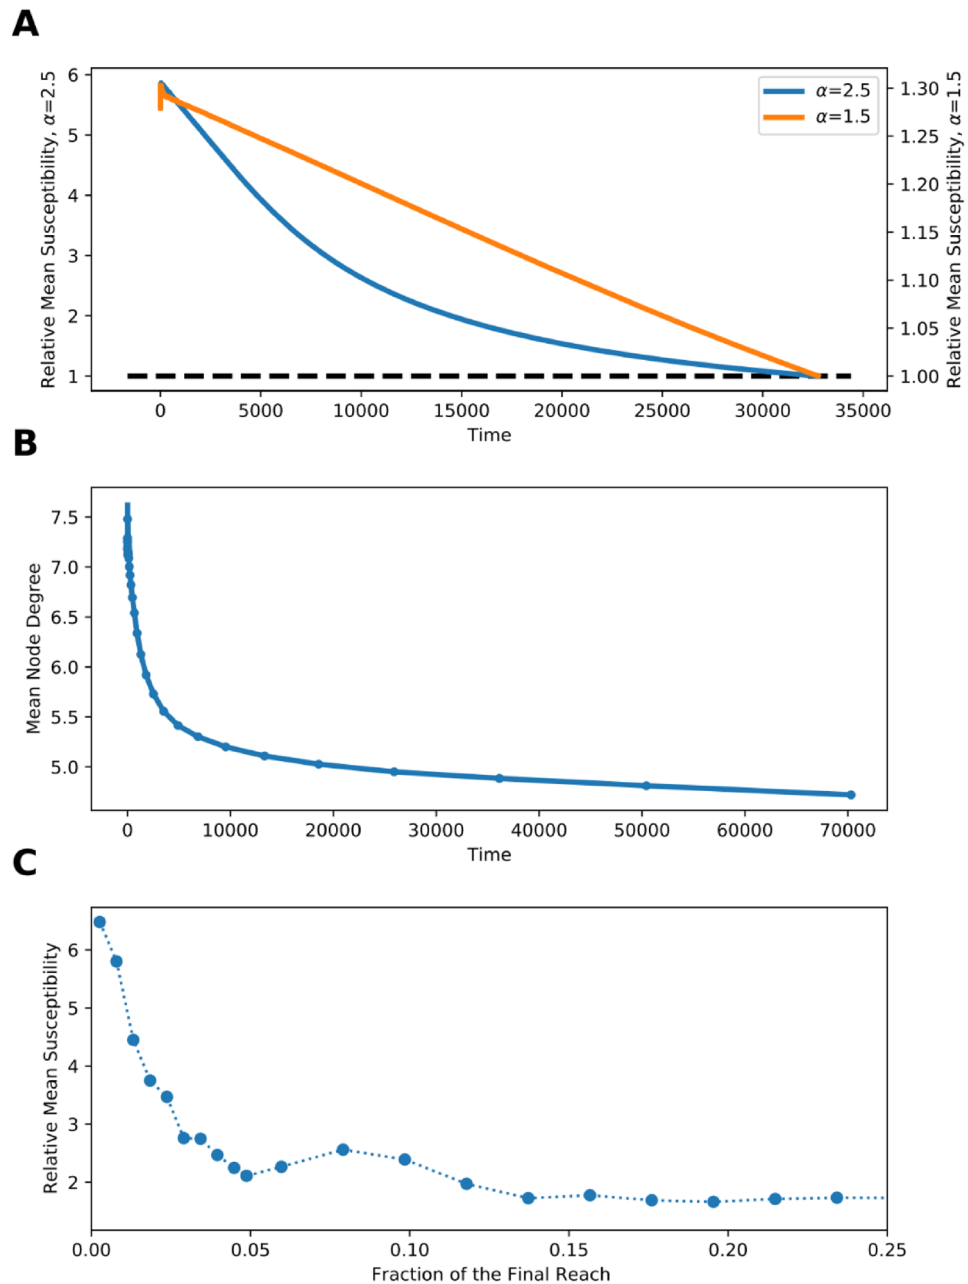 A
Relative Mean Susceptibility, α=2.5
6
5
4
3
2
1
α=2.5
α=1.5
1.30
1.25
1.20
1.15
1.10
1.05
1.00
Relative Mean Susceptibility, α=1.5
0 5000 10000 15000 20000 25000 30000 35000
Time
B
Mean Node Degree
7.5
7.0
6.5
6.0
5.5
5.0
0 10000 20000 30000 40000 50000 60000 70000
Time
C
Relative Mean Susceptibility
6
5
4
3
2
0.00 0.05 0.10 0.15 0.20 0.25
Fraction of the Final Reach